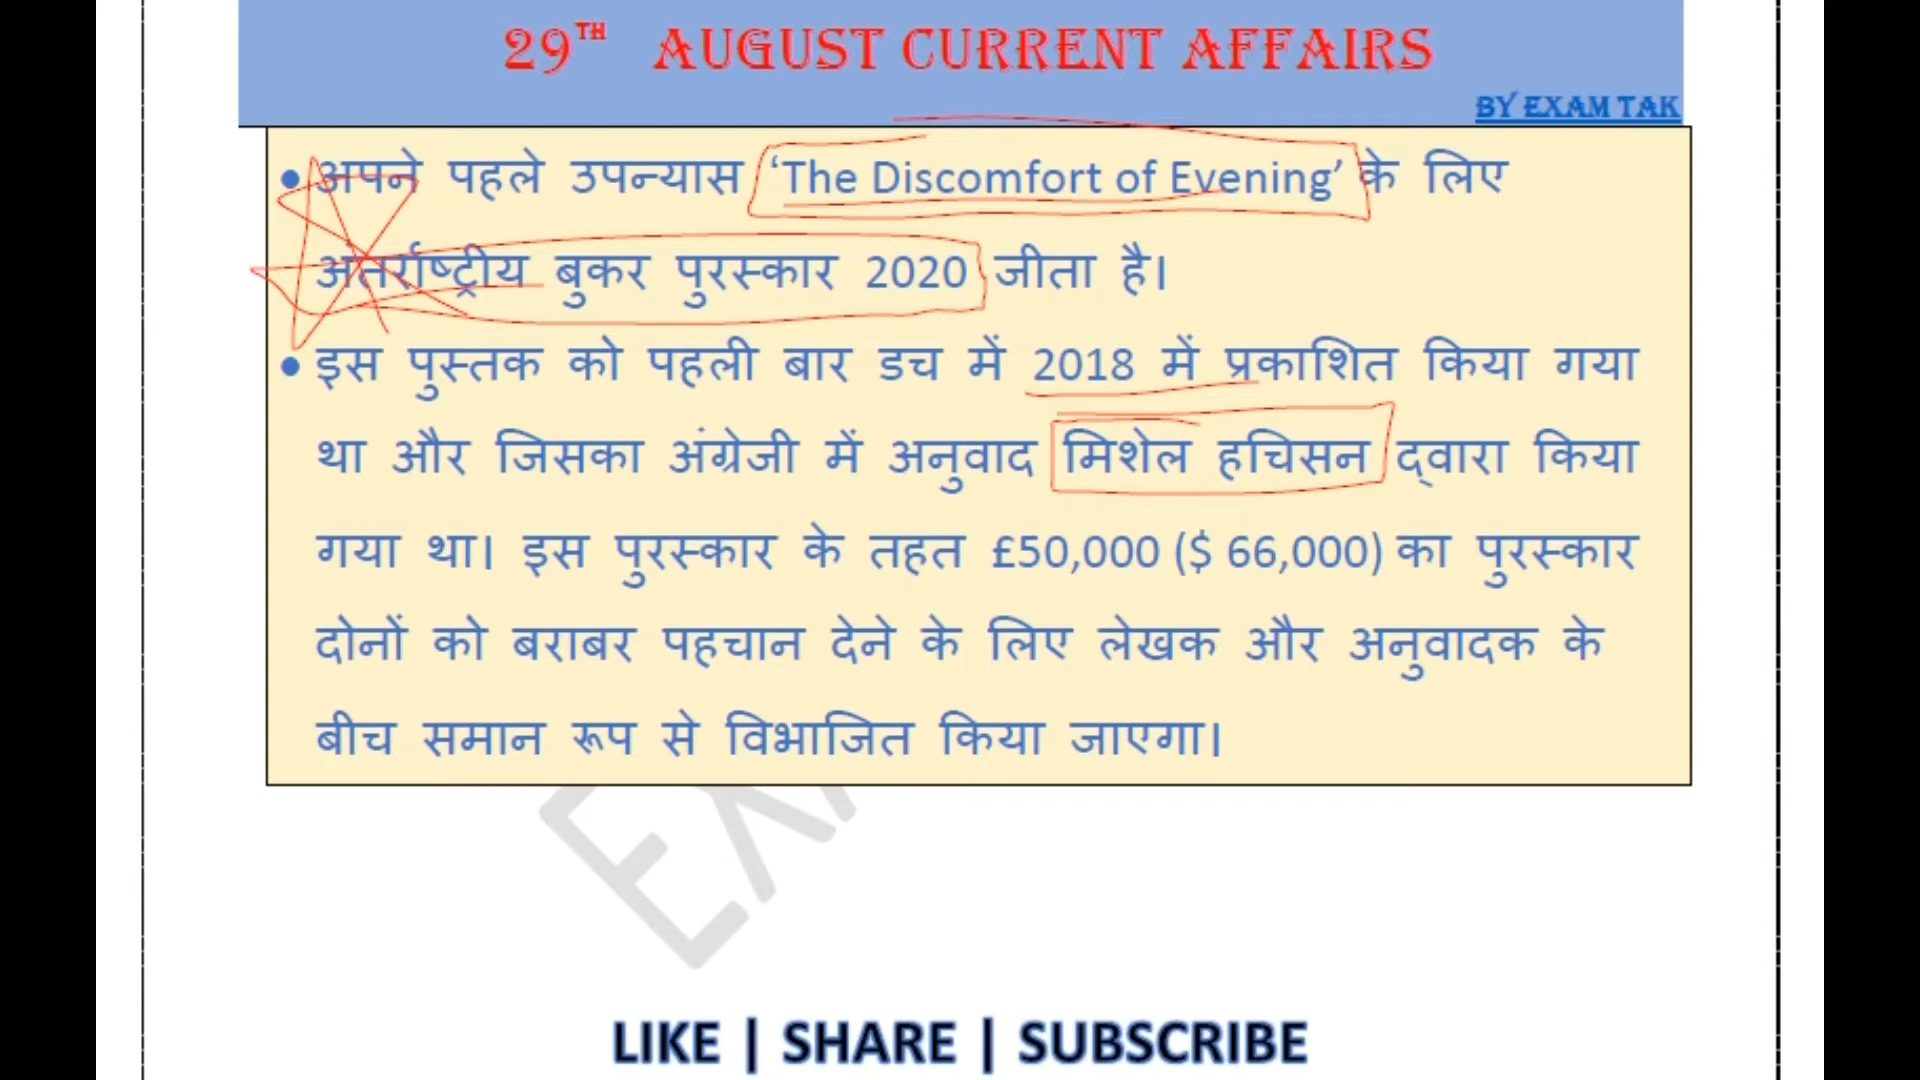 29TH AUGUST CURRENT AFFAIRS
BY EXAM TAK
• अपने पहले उपन्यास ‘The Discomfort of Evening’ के लिए
अंतर्राष्ट्रीय बुकर पुरस्कार 2020 जीता है।
• इस पुस्तक को पहली बार डच में 2018 में प्रकाशित किया गया
था और जिसका अंग्रेजी में अनुवाद मिशेल हचिसन द्वारा किया
गया था। इस पुरस्कार के तहत £50,000 ($ 66,000) का पुरस्कार
दोनों को बराबर पहचान देने के लिए लेखक और अनुवादक के
बीच समान रूप से विभाजित किया जाएगा।
LIKE | SHARE | SUBSCRIBE